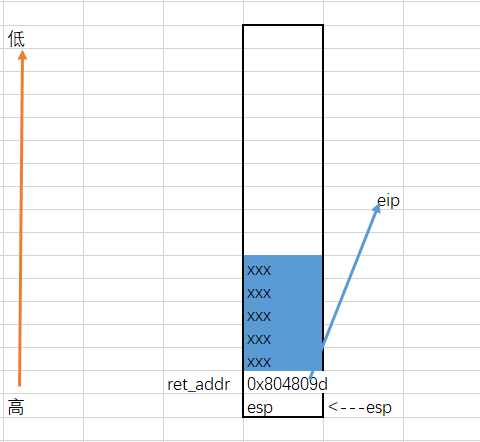 低
eip
xxx
xxx
xxx
xxx
xxx
ret_addr 0x804809d
高 esp <---esp